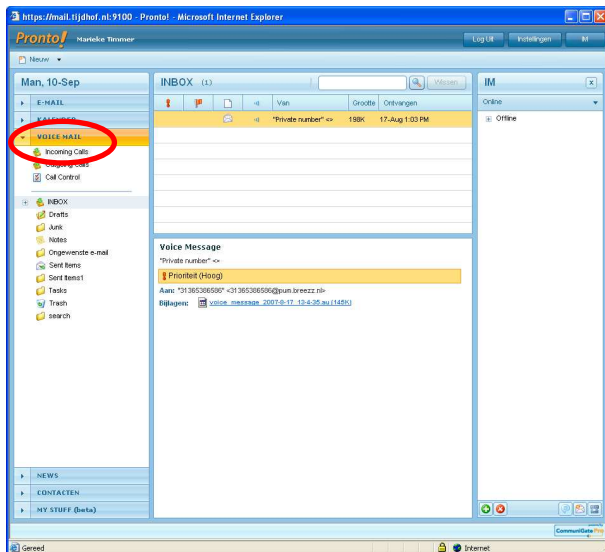 https://mail.tijdhof.nl:9100 - Pronto! - Microsoft Internet Explorer
Pronto! Marieke Timmer
Log Uit Instellingen IM
Nieuw
Man, 10-Sep
E-MAIL
KALENDER
VOICE MAIL
Incoming Calls
Outgoing Calls
Call Control
INBOX
Drafts
Junk
Notes
Ongewenste e-mail
Sent Items
Sent Items1
Tasks
Trash
search
NEWS
CONTACTEN
MY STUFF (beta)
INBOX (1) Wissen
Van Grootte Ontvangen
"Private number" <> 198K 17-Aug 1:03 PM
Voice Message
"Private number" <>
Prioriteit (Hoog)
Aan: "31365386586" <31365386586@pum.breezz.nl>
Bijlagen: voice_message_2007-8-17_13-4-35.au (145K)
IM
Online
Offline
CommuniGate Pro
Gereed
Internet